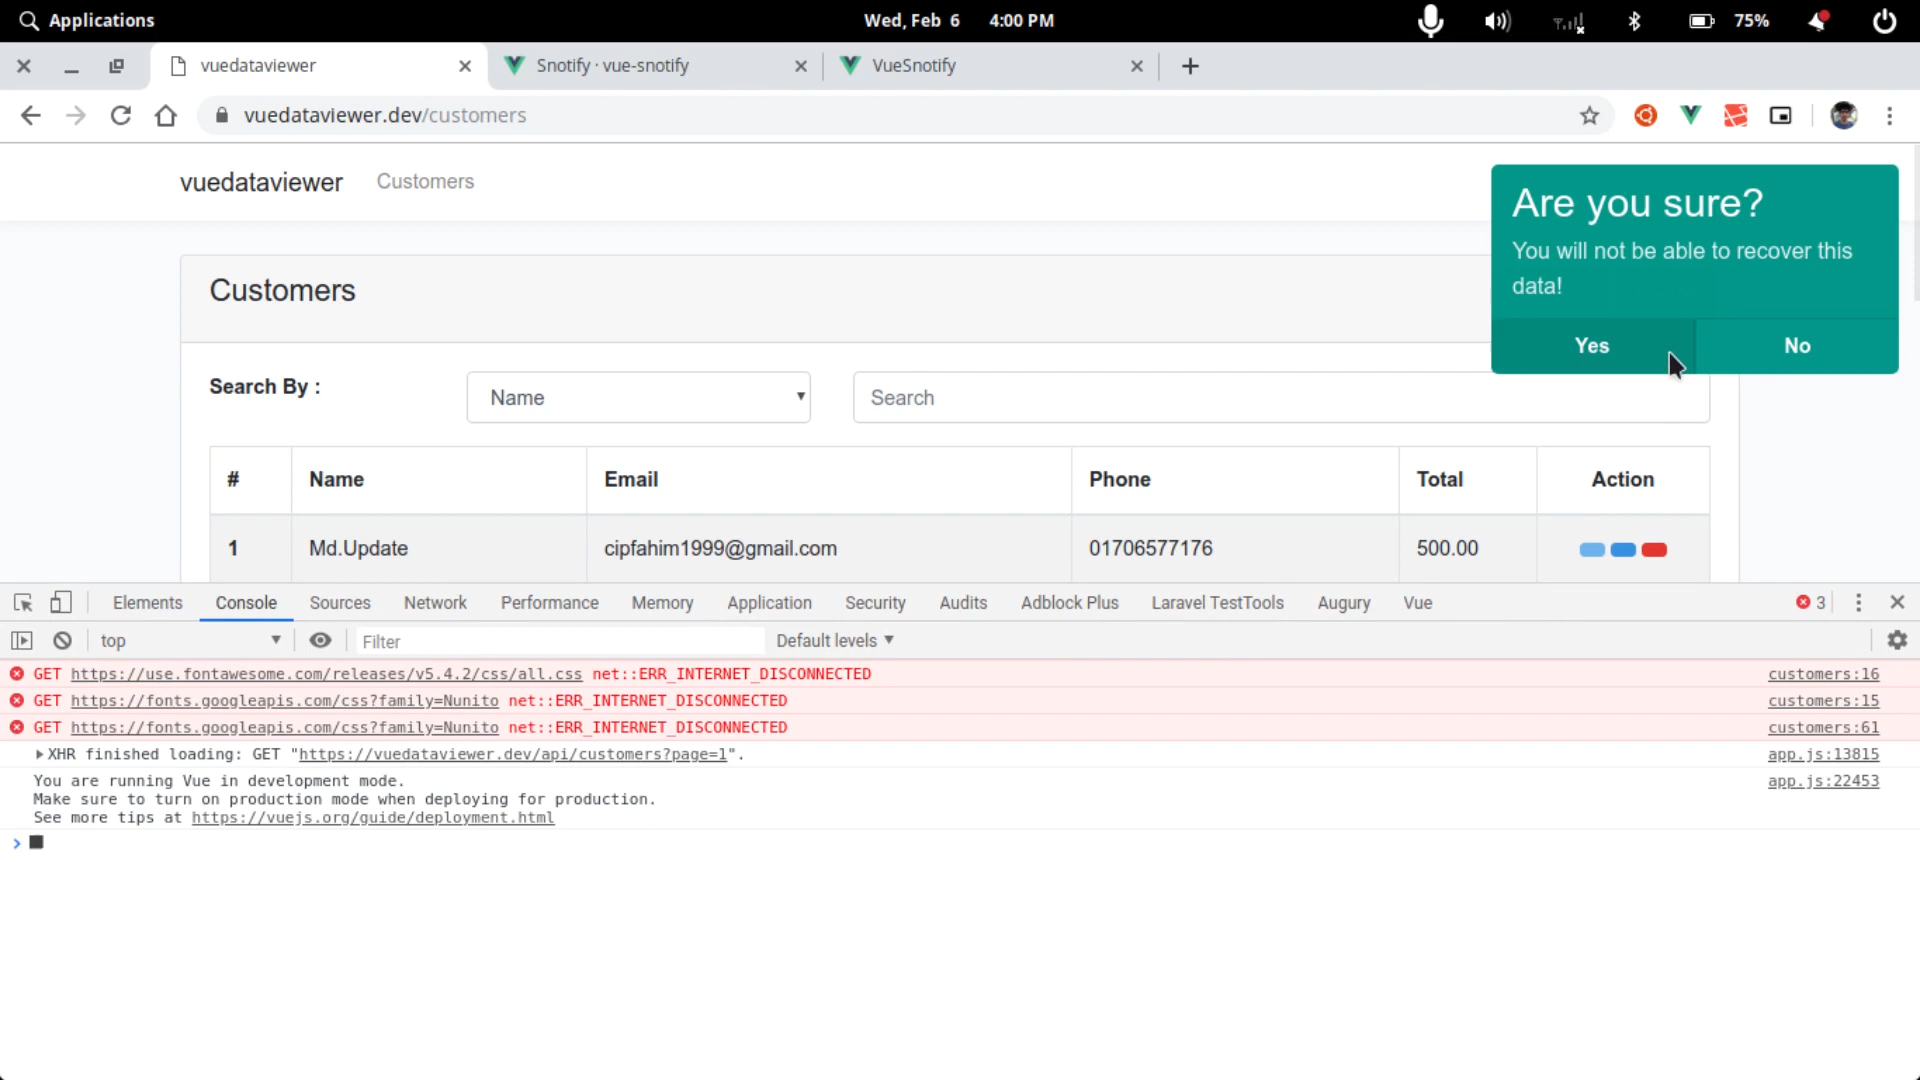 Applications
Wed, Feb 6 4:00 PM
75%
vuedataviewer
Snotify · vue-snotify
VueSnotify
vuedataviewer.dev/customers
vuedataviewer Customers
Are you sure?
You will not be able to recover this
data!
Yes No
Customers
Search By :
Name
Search
# Name Email Phone Total Action
1 Md.Update cipfahim1999@gmail.com 01706577176 500.00
Elements Console Sources Network Performance Memory Application Security Audits Adblock Plus Laravel TestTools Augury Vue 3
top Filter Default levels
GET https://use.fontawesome.com/releases/v5.4.2/css/all.css net::ERR_INTERNET_DISCONNECTED customers:16
GET https://fonts.googleapis.com/css?family=Nunito net::ERR_INTERNET_DISCONNECTED customers:15
GET https://fonts.googleapis.com/css?family=Nunito net::ERR_INTERNET_DISCONNECTED customers:61
XHR finished loading: GET "https://vuedataviewer.dev/api/customers?page=1". app.js:13815
You are running Vue in development mode. app.js:22453
Make sure to turn on production mode when deploying for production.
See more tips at https://vuejs.org/guide/deployment.html